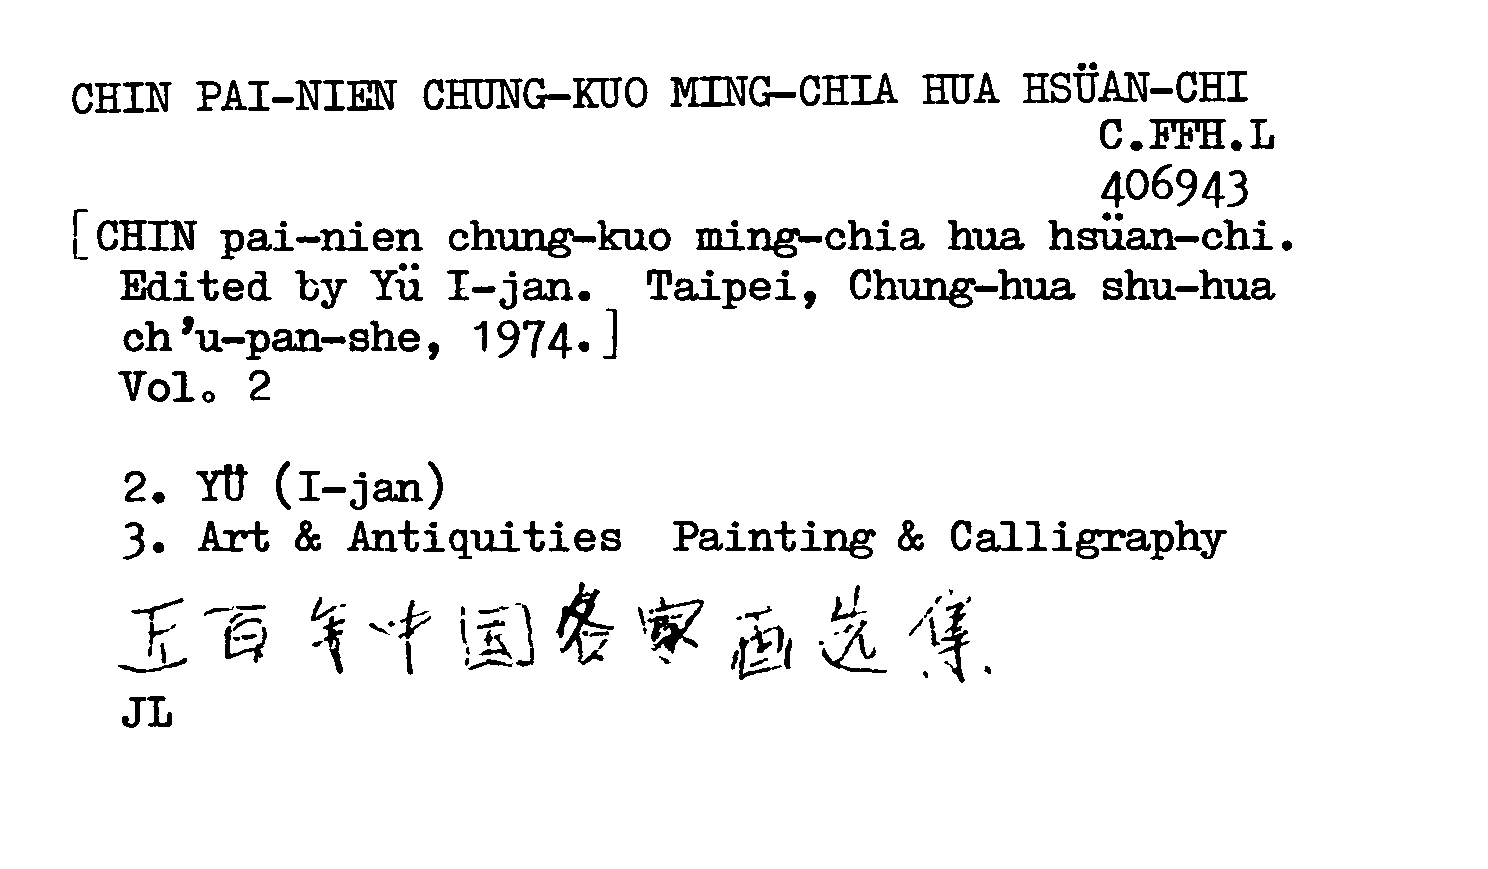 CHIN PAI-NIEN CHUNG-KUO MING-CHIA HUA HSÜAN-CHI
C.FFH.L
406943
[CHIN pai-nien chung-kuo ming-chia hua hsüan-chi.
Edited by Yü I-jan. Taipei, Chung-hua shu-hua
ch'u-pan-she, 1974.]
Vol. 2
2. YÜ (I-jan)
3. Art & Antiquities Painting & Calligraphy
百年中国名家画选集.
JL